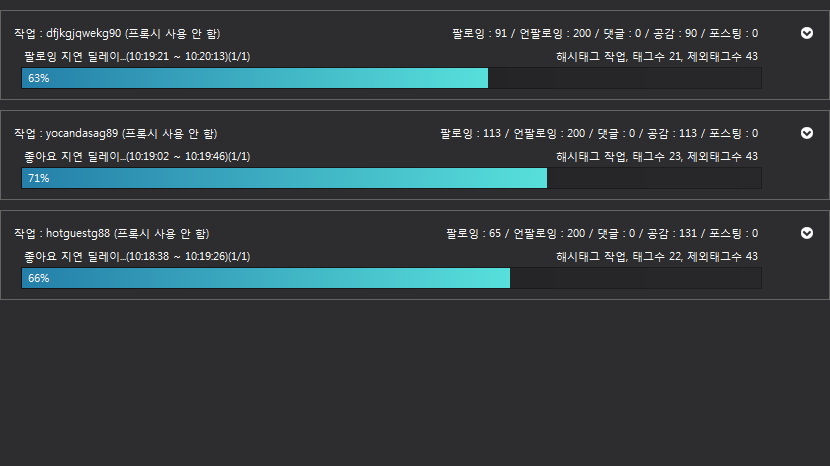 작업 : dfjkgjqwekg90 (프록시 사용 안 함) 팔로잉 : 91 / 언팔로잉 : 200 / 댓글 : 0 / 공감 : 90 / 포스팅 : 0
팔로잉 지연 딜레이...(10:19:21 ~ 10:20:13)(1/1) 해시태그 작업, 태그수 21, 제외태그수 43
63%
작업 : yocandasag89 (프록시 사용 안 함) 팔로잉 : 113 / 언팔로잉 : 200 / 댓글 : 0 / 공감 : 113 / 포스팅 : 0
좋아요 지연 딜레이...(10:19:02 ~ 10:19:46)(1/1) 해시태그 작업, 태그수 23, 제외태그수 43
71%
작업 : hotguestg88 (프록시 사용 안 함) 팔로잉 : 65 / 언팔로잉 : 200 / 댓글 : 0 / 공감 : 131 / 포스팅 : 0
좋아요 지연 딜레이...(10:18:38 ~ 10:19:26)(1/1) 해시태그 작업, 태그수 22, 제외태그수 43
66%